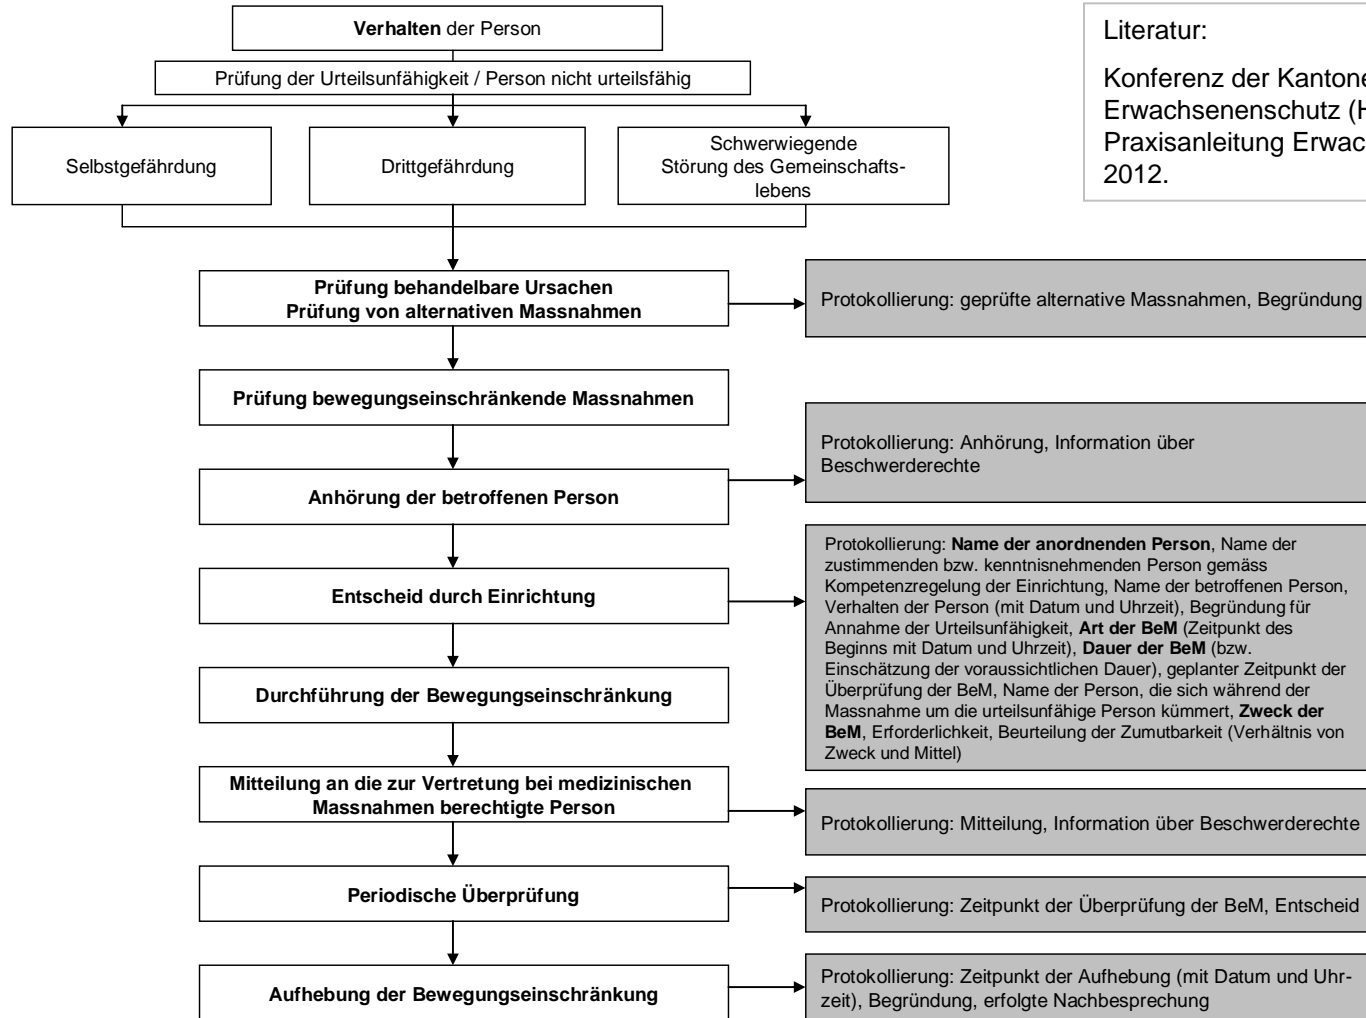 Verhalten der Person
Prüfung der Urteilsunfähigkeit / Person nicht urteilsfähig
Selbstgefährdung
Drittgefährdung
Schwerwiegende
Störung des Gemeinschafts-
lebens
Literatur:
Konferenz der Kantone
Erwachsenenschutz
Praxisanleitung
2012.
Prüfung behandelbare Ursachen
Prüfung von alternativen Massnahmen
Protokollierung: geprüfte alternative Massnahmen, Begründung
Prüfung bewegungseinschränkende Massnahmen
Anhörung der betroffenen Person
Protokollierung: Anhörung, Information über
Beschwerderechte
Entscheid durch Einrichtung
Protokollierung: Name der anordnenden Person, Name der
zustimmenden bzw. kenntnisnehmenden Person gemäss
Kompetenzregelung der Einrichtung, Name der betroffenen Person,
Verhalten der Person (mit Datum und Uhrzeit), Begründung für
Annahme der Urteilsunfähigkeit, Art der BeM (Zeitpunkt des
Beginns mit Datum und Uhrzeit), Dauer der BeM (bzw.
Einschätzung der voraussichtlichen Dauer), geplanter Zeitpunkt der
Überprüfung der BeM, Name der Person, die sich während der
Massnahme um die urteilsunfähige Person kümmert, Zweck der
BeM, Erforderlichkeit, Beurteilung der Zumutbarkeit (Verhältnis von
Zweck und Mittel)
Durchführung der Bewegungseinschränkung
Mitteilung an die zur Vertretung bei medizinischen
Massnahmen berechtigte Person
Protokollierung: Mitteilung, Information über Beschwerderechte
Periodische Überprüfung
Protokollierung: Zeitpunkt der Überprüfung der BeM, Entscheid
Aufhebung der Bewegungseinschränkung
Protokollierung: Zeitpunkt der Aufhebung (mit Datum und Uhr-
zeit), Begründung, erfolgte Nachbesprechung